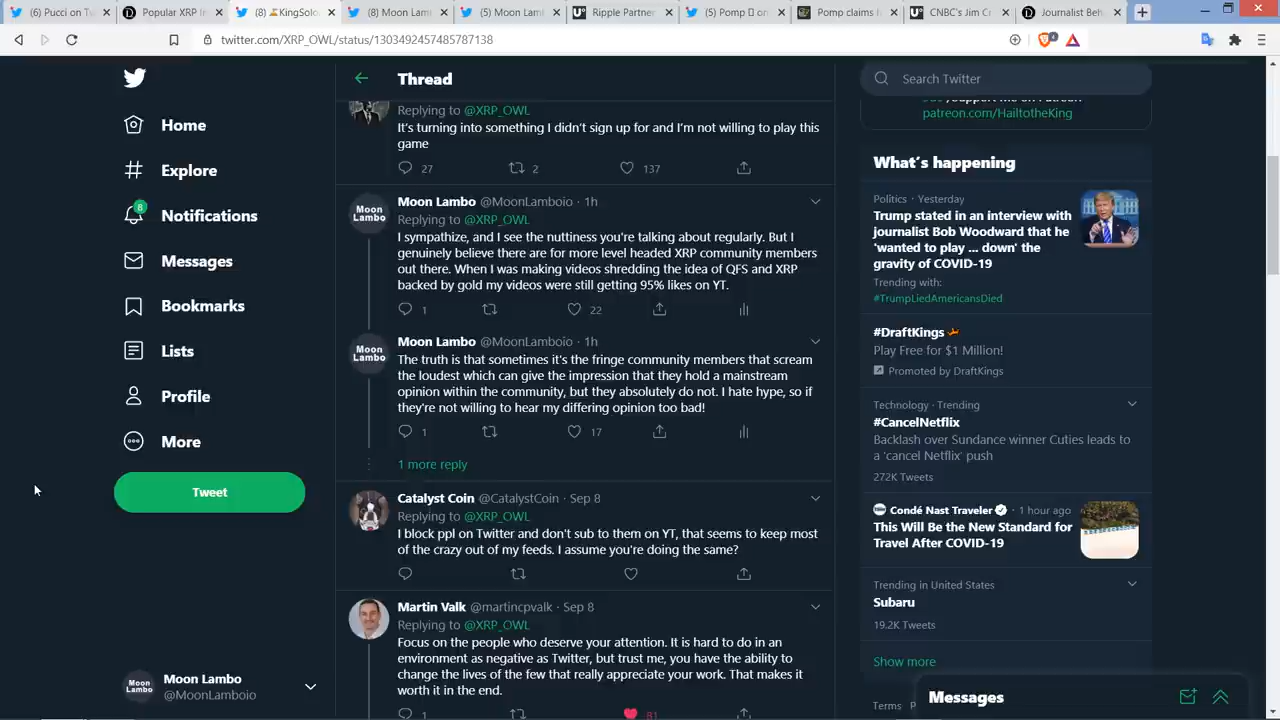 (8) Pucci on Tw
Popular XRP In
(8) ⌛KingSolo
(8) Moon Lam
(5) Moon Lam
Ripple Partner
(5) Pomp 🌪 on
Pomp claims
CNBC's Jim C
Journalist Beh
twitter.com/XRP_OWL/status/1303492457485787138
Thread
Search Twitter
Home
Explore
8
Notifications
Messages
Bookmarks
Lists
Profile
More
Tweet
Moon Lambo
@MoonLamboio
Replying to @XRP_OWL
It's turning into something I didn't sign up for and I'm not willing to play this
game
27 2 137
Moon Lambo @MoonLamboio · 1h
Replying to @XRP_OWL
I sympathize, and I see the nuttiness you're talking about regularly. But I
genuinely believe there are for more level headed XRP community members
out there. When I was making videos shredding the idea of QFS and XRP
backed by gold my videos were still getting 95% likes on YT.
1 22
Moon Lambo @MoonLamboio · 1h
The truth is that sometimes it's the fringe community members that scream
the loudest which can give the impression that they hold a mainstream
opinion within the community, but they absolutely do not. I hate hype, so if
they're not willing to hear my differing opinion too bad!
1 17
1 more reply
Catalyst Coin @CatalystCoin · Sep 8
Replying to @XRP_OWL
I block ppl on Twitter and don't sub to them on YT, that seems to keep most
of the crazy out of my feeds. I assume you're doing the same?
Martin Valk @martincpvalk · Sep 8
Replying to @XRP_OWL
Focus on the people who deserve your attention. It is hard to do in an
environment as negative as Twitter, but trust me, you have the ability to
change the lives of the few that really appreciate your work. That makes it
worth it in the end.
1 81
patreon.com/HailtotheKing
What's happening
Politics · Yesterday
Trump stated in an interview with
journalist Bob Woodward that he
'wanted to play ... down' the
gravity of COVID-19
Trending with:
#TrumpLiedAmericansDied
#DraftKings
Play Free for $1 Million!
Promoted by DraftKings
Technology · Trending
#CancelNetflix
Backlash over Sundance winner Cuties leads to
a 'cancel Netflix' push
272K Tweets
Condé Nast Traveler · 1 hour ago
This Will Be the New Standard for
Travel After COVID-19
Trending in United States
Subaru
19.2K Tweets
Show more
Terms P
Messages